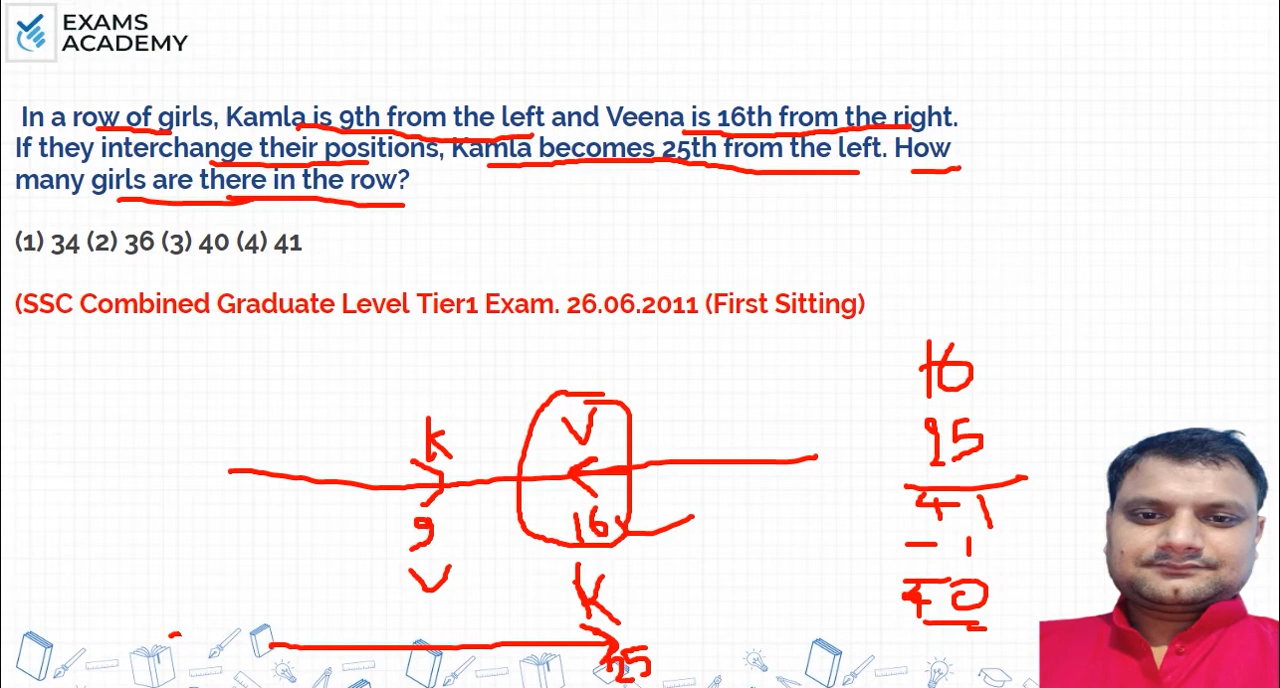 EXAMS
ACADEMY
In a row of girls, Kamla is 9th from the left and Veena is 16th from the right.
If they interchange their positions, Kamla becomes 25th from the left. How
many girls are there in the row?
(1) 34 (2) 36 (3) 40 (4) 41
(SSC Combined Graduate Level Tier1 Exam. 26.06.2011 (First Sitting)
16
25
41
- 1
40
K
V
9
16
V
K
25